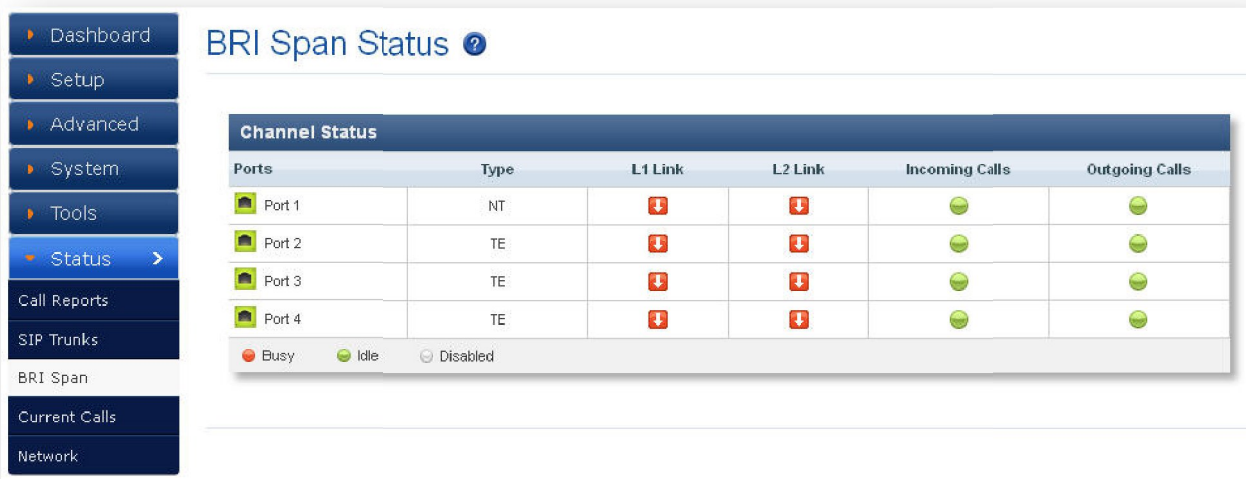 Dashboard
Setup
Advanced
System
Tools
Status
Call Reports
SIP Trunks
BRI Span
Current Calls
Network
BRI Span Status ?
Channel Status
Ports Type L1 Link L2 Link Incoming Calls Outgoing Calls
Port 1 NT
Port 2 TE
Port 3 TE
Port 4 TE
Busy Idle Disabled